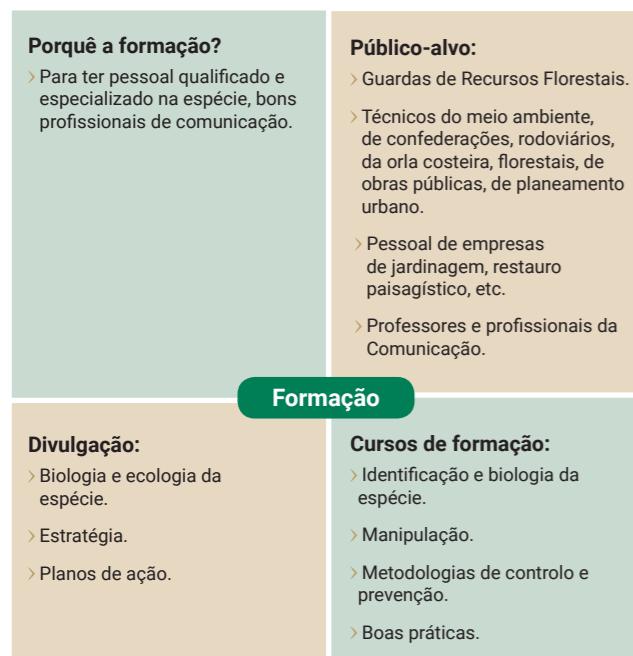 Porquê a formação?
› Para ter pessoal qualificado e
especializado na espécie, bons
profissionais de comunicação.
Público-alvo:
› Guardas de Recursos Florestais.
› Técnicos do meio ambiente,
de confederações, rodoviários,
da orla costeira, florestais, de
obras públicas, de planeamento
urbano.
› Pessoal de empresas
de jardinagem, restauro
paisagístico, etc.
› Professores e profissionais da
Comunicação.
Formação
Divulgação:
› Biologia e ecologia da
espécie.
› Estratégia.
› Planos de ação.
Cursos de formação:
› Identificação e biologia da
espécie.
› Manipulação.
› Metodologias de controlo e
prevenção.
› Boas práticas.